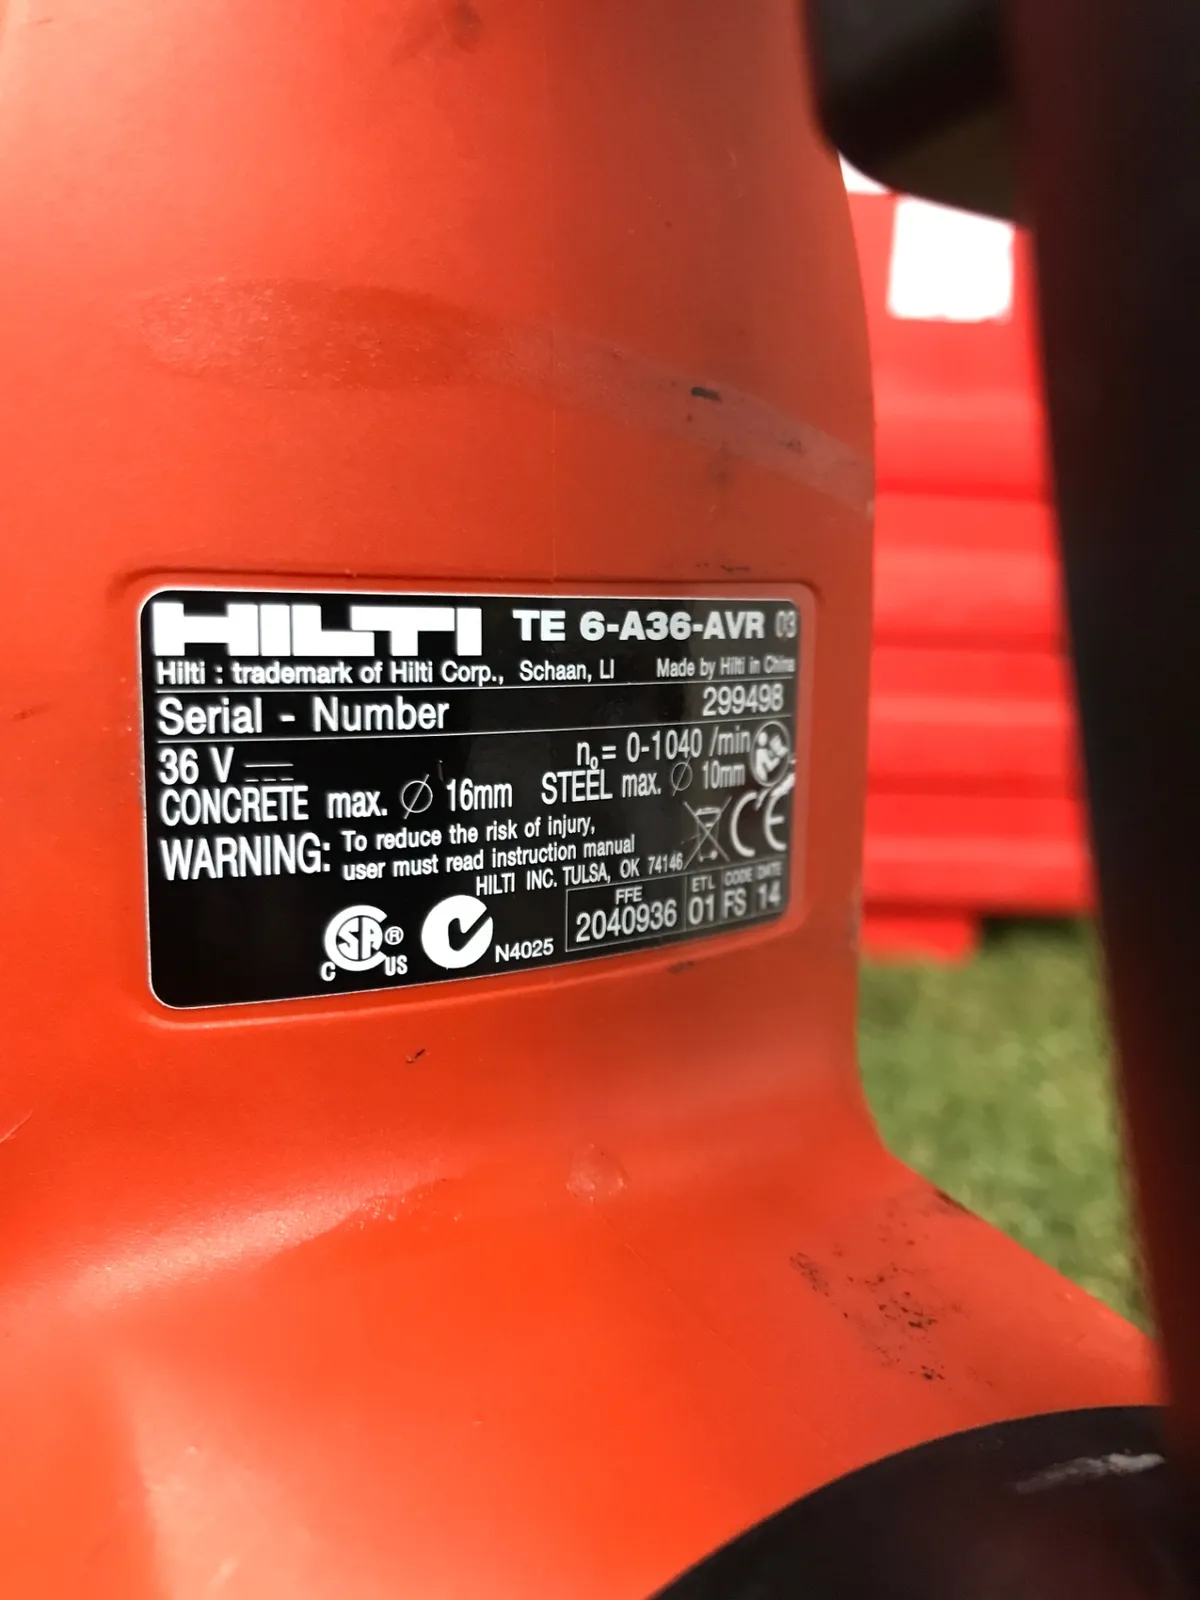 HILTI TE 6-A36-AVR 03
Hilti : trademark of Hilti Corp., Schaan, LI Made by Hilti in China
Serial - Number 299498
36 V n₀= 0-1040 /min
CONCRETE max. ∅ 16mm STEEL max. ∅ 10mm
WARNING: To reduce the risk of injury,
user must read instruction manual
HILTI INC. TULSA, OK 74146
FFE ETL CODE DATE
2040936 01 FS 14
CE
C SA® US N4025